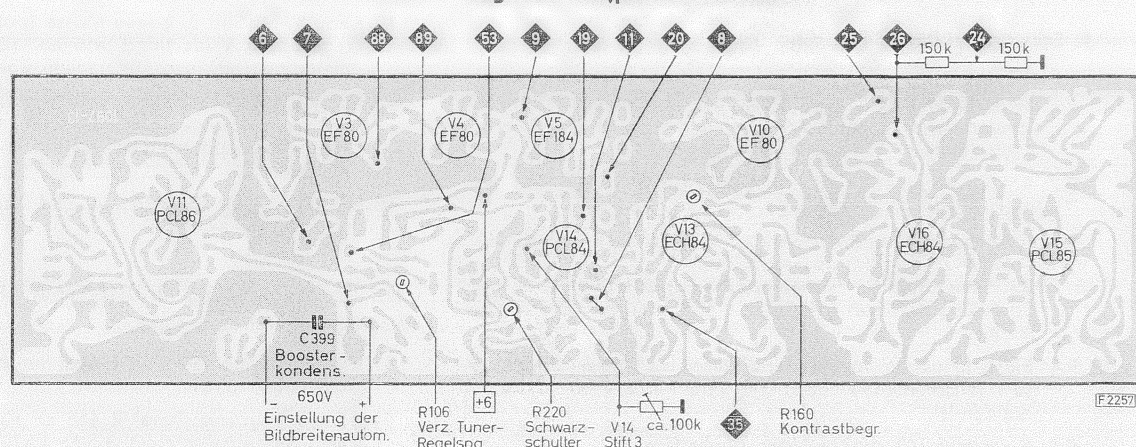 6 7 88 89 53 9 19 11 20 8 25 26 24
150k 150k
V3
EF80
V4
EF80
V5
EF184
V10
EF80
V11
PCL86
V14
PCL84
V13
ECH84
V16
ECH84
V15
PCL85
C399
Booster-
kondens.
- 650V +
Einstellung der
Bildbreitenautom.
R106
Verz. Tuner-
Regelspg.
+6
R220
Schwarz-
schulter
V14
Stift 3
ca. 100k
35
R160
Kontrastbegr.
F2257